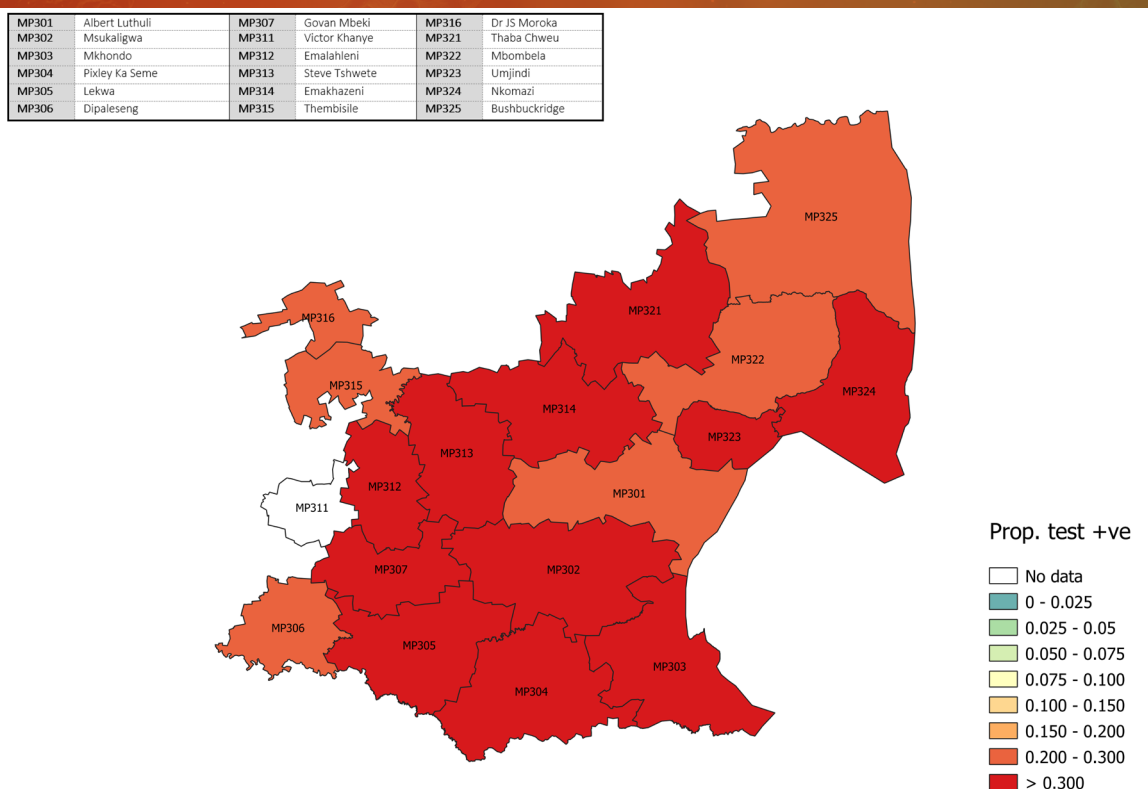 MP301 Albert Luthuli MP307 Govan Mbeki MP316 Dr JS Moroka
MP302 Msukaligwa MP311 Victor Khanye MP321 Thaba Chweu
MP303 Mkhondo MP312 Emalahleni MP322 Mbombela
MP304 Pixley Ka Seme MP313 Steve Tshwete MP323 Umjindi
MP305 Lekwa MP314 Emakhazeni MP324 Nkomazi
MP306 Dipaleseng MP315 Thembisile MP325 Bushbuckridge
MP325
MP321
MP316
MP322
MP315
MP324
MP314
MP323
MP313
MP312
MP301
MP311
MP307
MP302
MP306
MP305
MP303
MP304
Prop. test +ve
No data
0 - 0.025
0.025 - 0.05
0.050 - 0.075
0.075 - 0.100
0.100 - 0.150
0.150 - 0.200
0.200 - 0.300
> 0.300